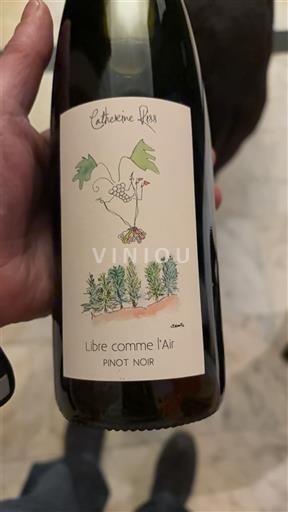 Catherine Riss
VINIOU
Libre comme l'Air
PINOT NOIR